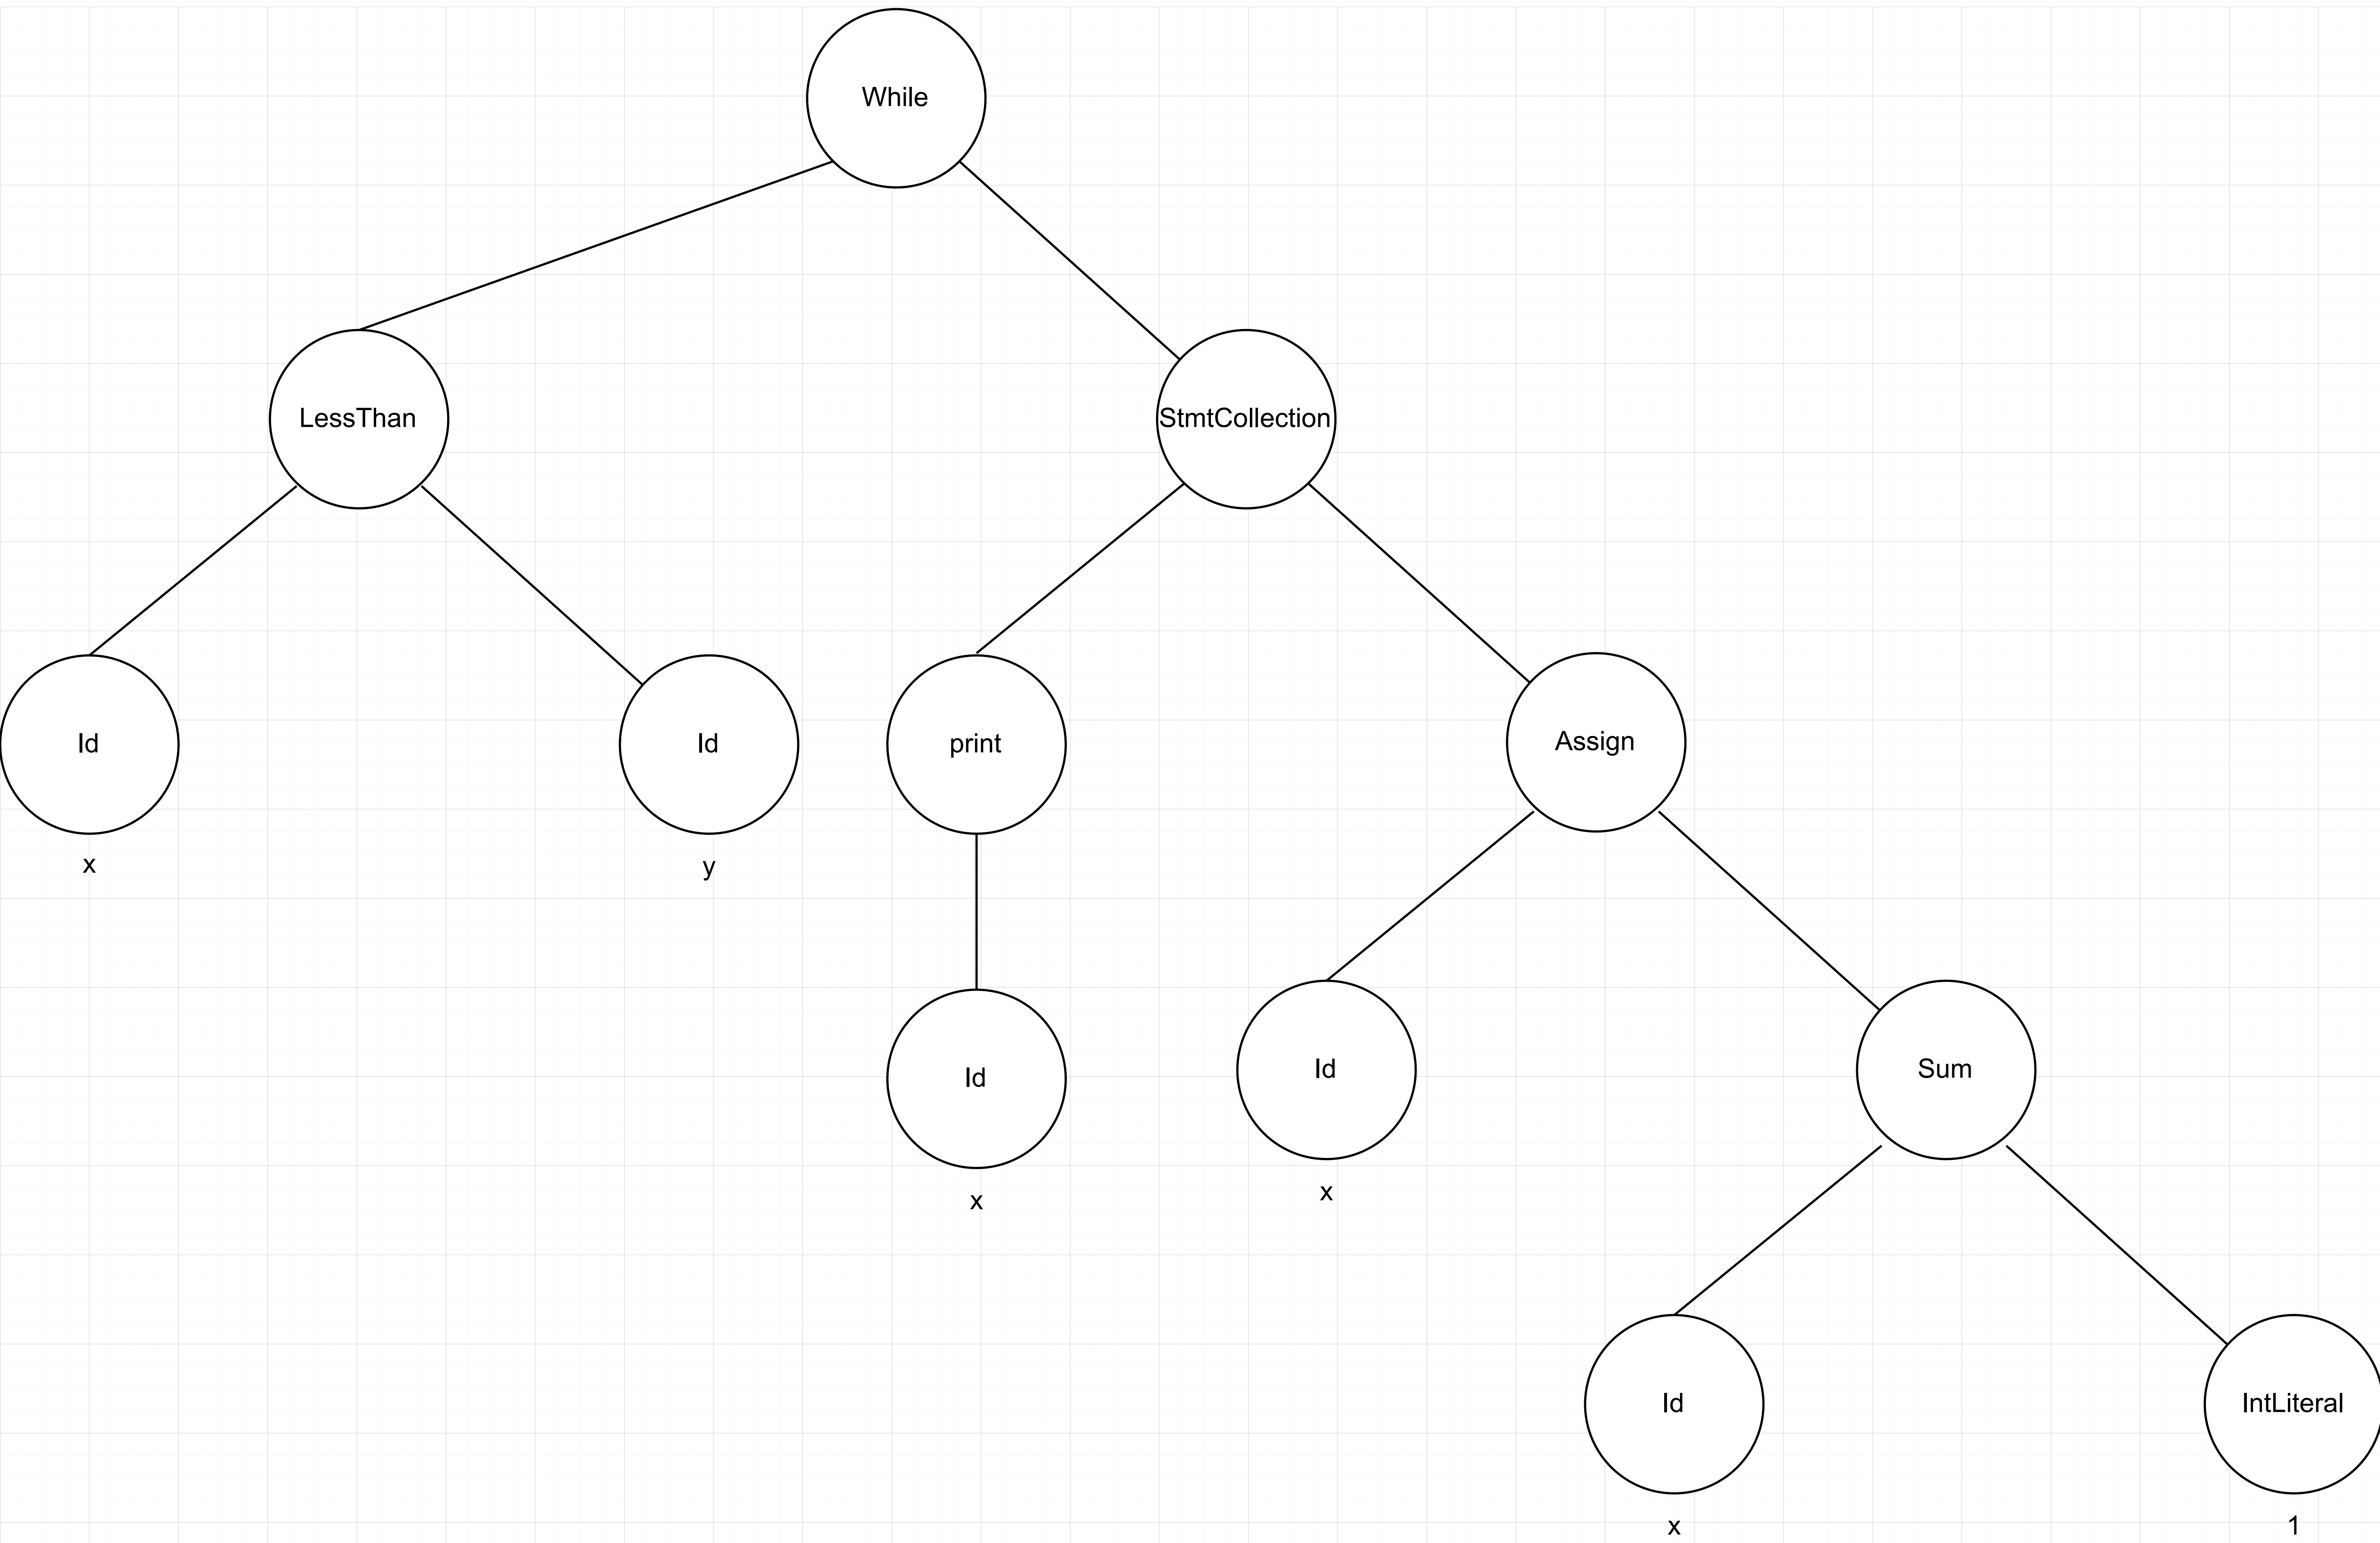 While
LessThan
StmtCollection
Id
Id
print
Assign
x
y
Id
Id
Sum
x
x
Id
IntLiteral
x
1